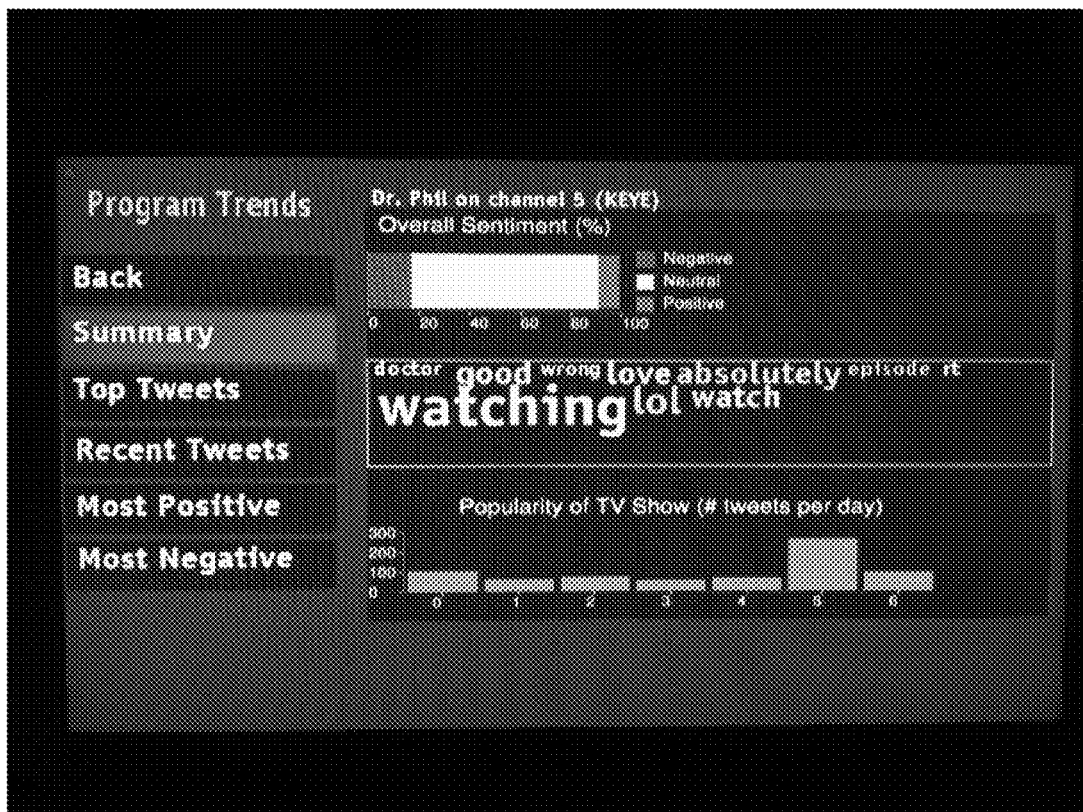 Program Trends
Back
Summary
Top Tweets
Recent Tweets
Most Positive
Most Negative
Dr. Phil on channel 5 (KEYE)
Overall Sentiment (%)
Negative
Neutral
Positive
0 20 40 60 80 100
doctor good wrong love absolutely episode rt
watching lol watch
Popularity of TV Show (# tweets per day)
300
200
100
0
0 1 2 3 4 5 6